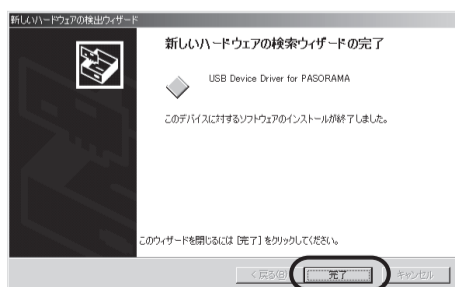 新しいハードウェアの検出ウィザード
新しいハードウェアの検索ウィザードの完了
USB Device Driver for PASORAMA
このデバイスに対するソフトウェアのインストールが終了しました。
このウィザードを閉じるには [完了] をクリックしてください。
< 戻る(B) 完了 キャンセル